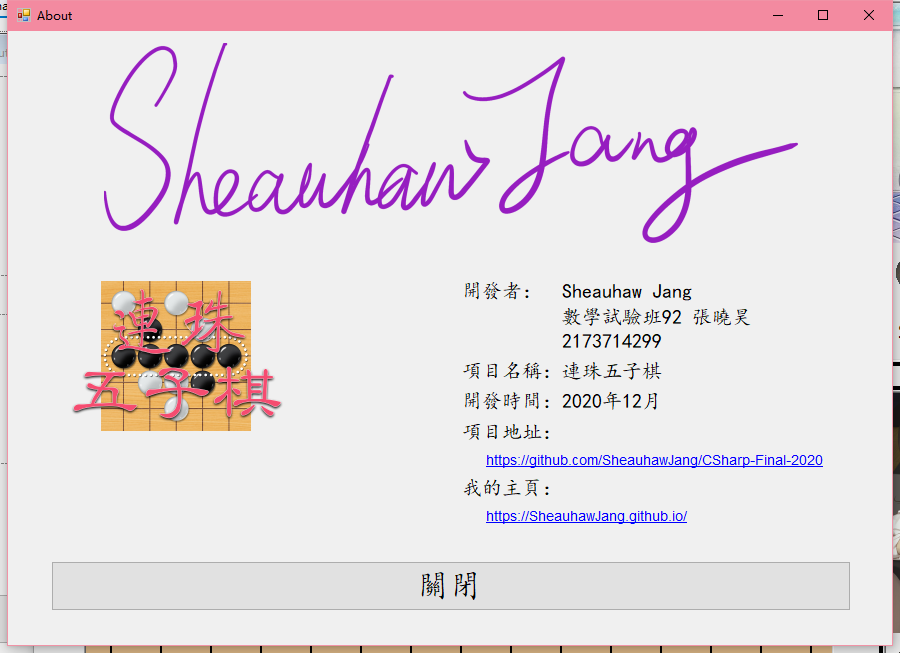 About
Sheauhaw Jang
連珠
五子棋
開發者： Sheauhaw Jang
數學試驗班92 張曉昊
2173714299
項目名稱：連珠五子棋
開發時間：2020年12月
項目地址：
https://github.com/SheauhawJang/CSharp-Final-2020
我的主頁：
https://SheauhawJang.github.io/
關閉